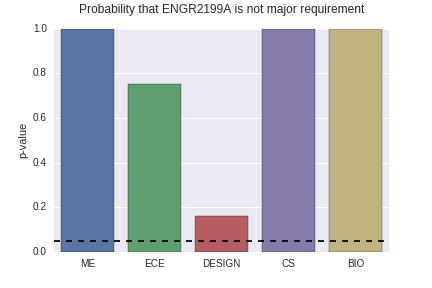 Probability that ENGR2199A is not major requirement
1.0
0.8
0.6
0.4
0.2
0.0
p-value
ME ECE DESIGN CS BIO